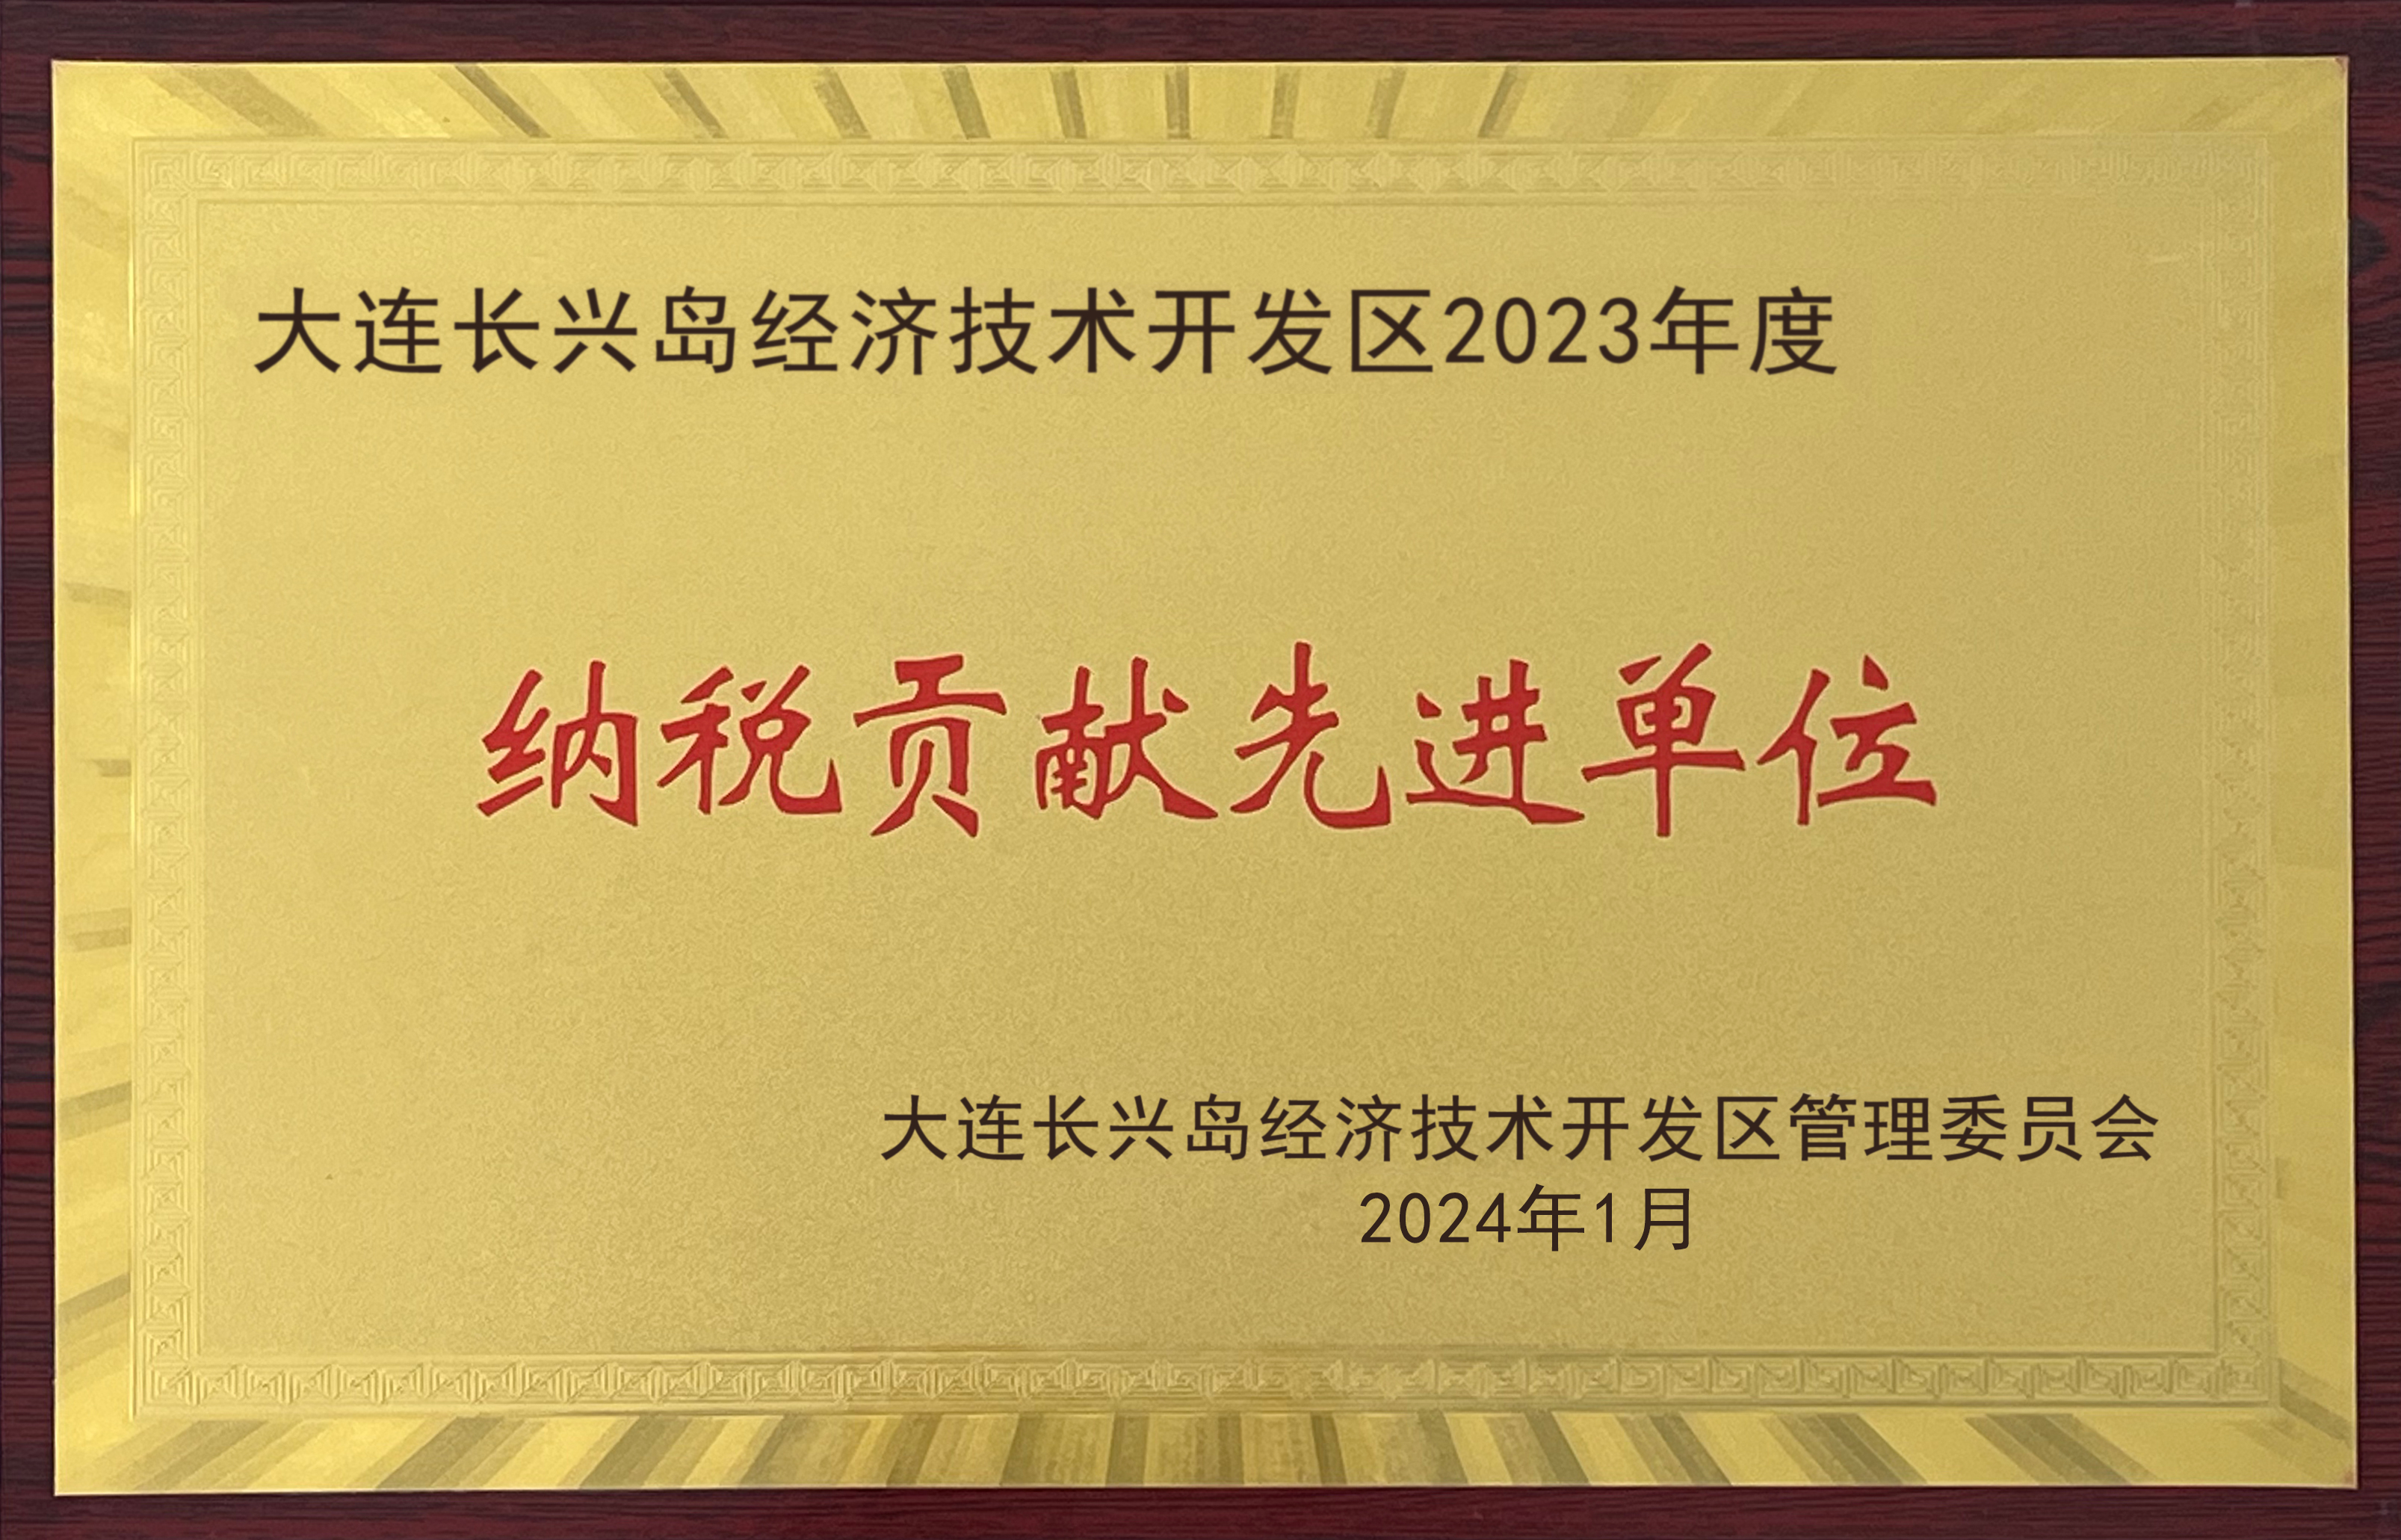 大连长兴岛经济技术开发区2023年度
纳税贡献先进单位
大连长兴岛经济技术开发区管理委员会
2024年1月